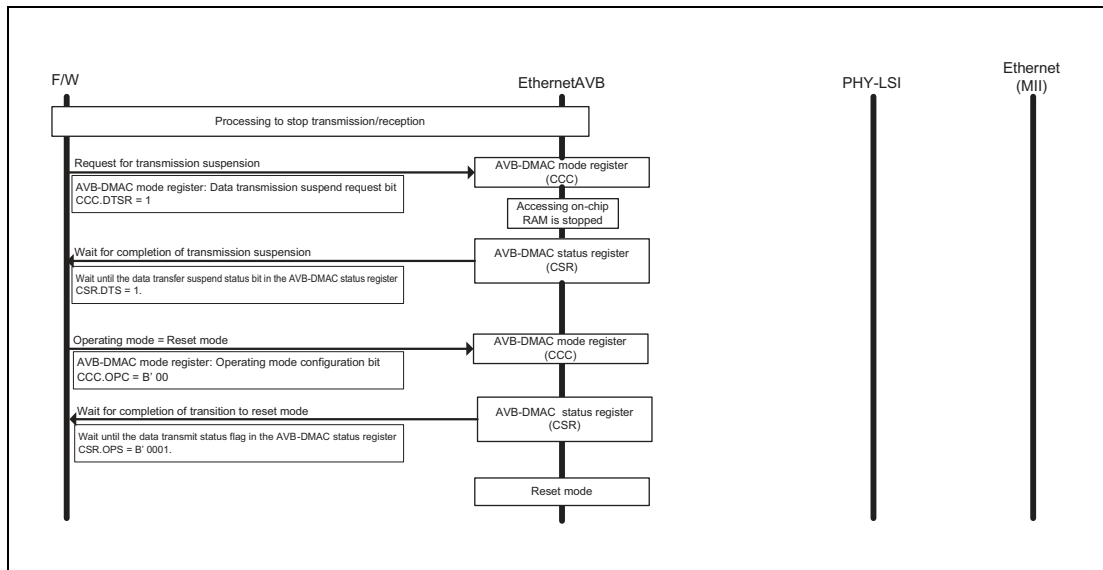 F/W
EthernetAVB
PHY-LSI
Ethernet
(MII)
Processing to stop transmission/reception
Request for transmission suspension
AVB-DMAC mode register
(CCC)
AVB-DMAC mode register: Data transmission suspend request bit
CCC.DTSR = 1
Accessing on-chip
RAM is stopped
Wait for completion of transmission suspension
AVB-DMAC status register
(CSR)
Wait until the data transfer suspend status bit in the AVB-DMAC status register
CSR.DTS = 1.
Operating mode = Reset mode
AVB-DMAC mode register
(CCC)
AVB-DMAC mode register: Operating mode configuration bit
CCC.OPC = B' 00
Wait for completion of transition to reset mode
AVB-DMAC status register
(CSR)
Wait until the data transmit status flag in the AVB-DMAC status register
CSR.OPS = B' 0001.
Reset mode